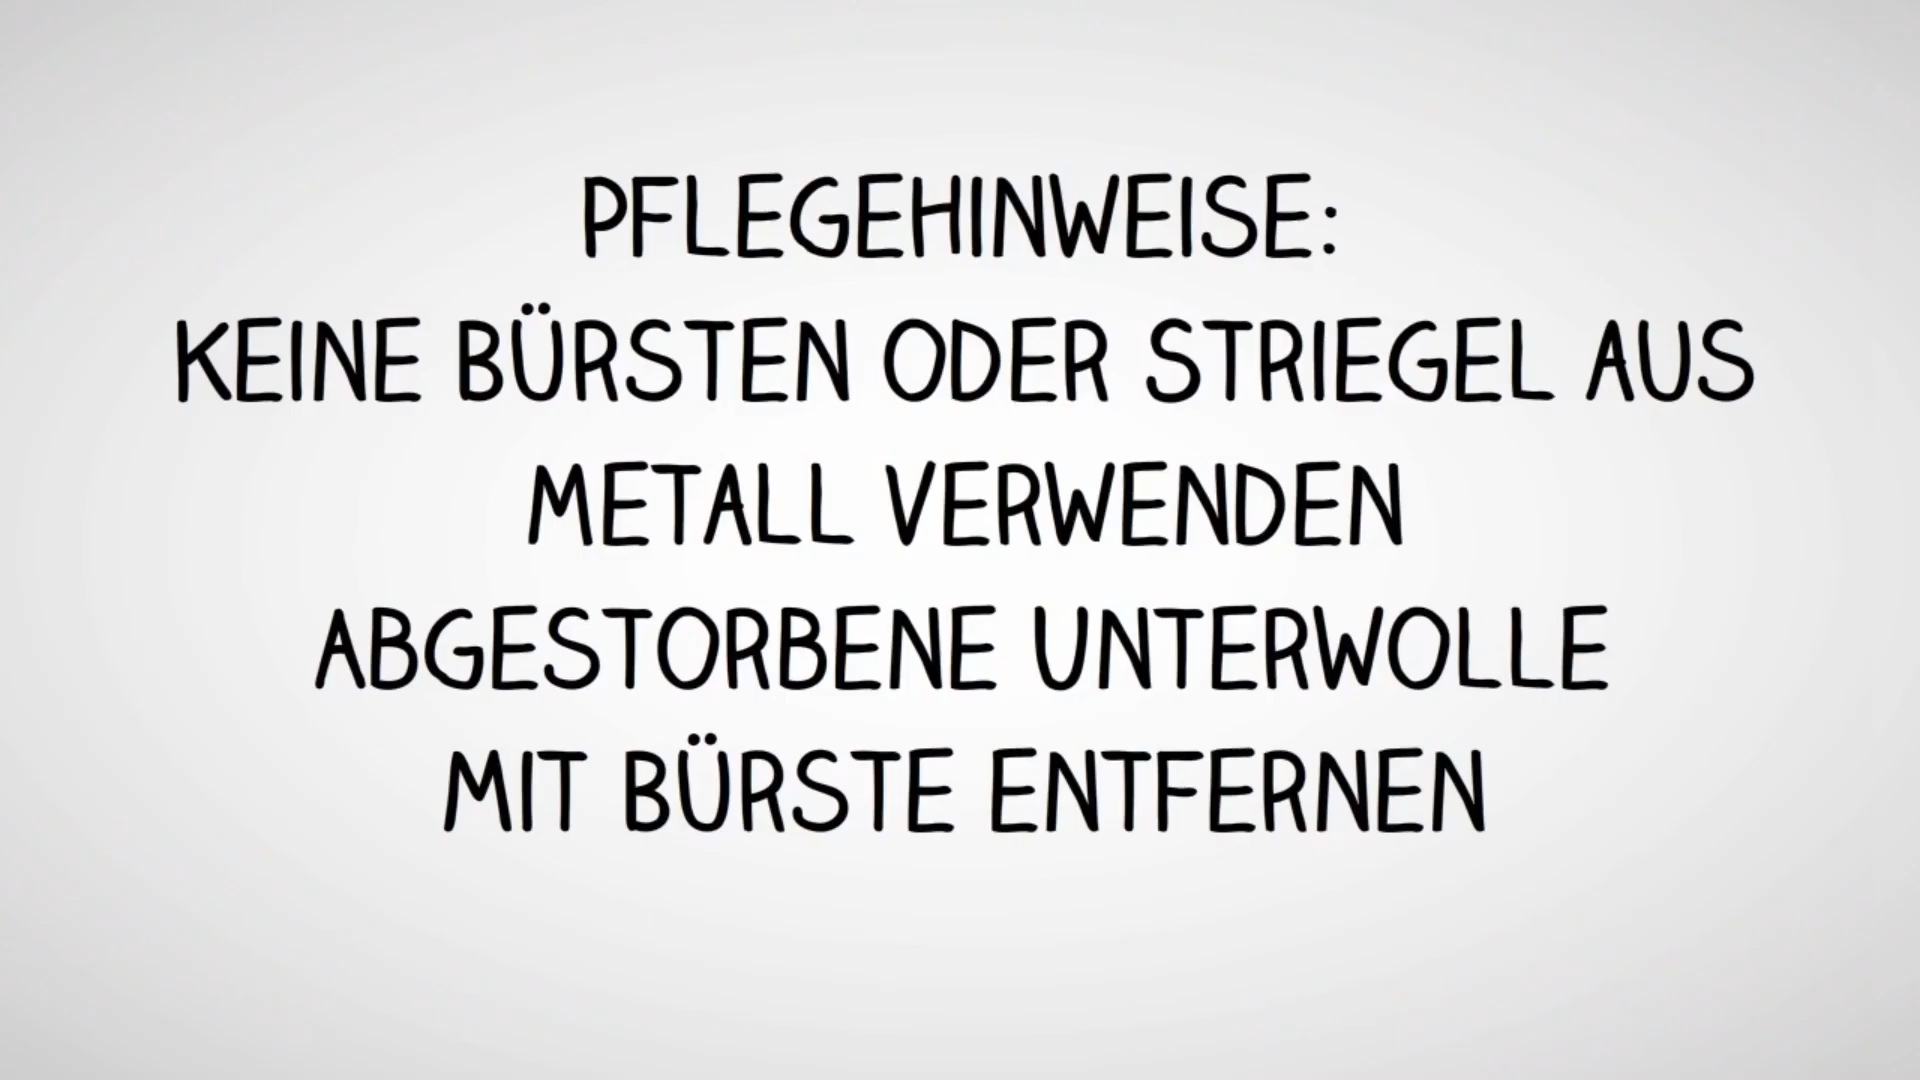 PFLEGEHINWEISE:
KEINE BÜRSTEN ODER STRIEGEL AUS
METALL VERWENDEN
ABGESTORBENE UNTERWOLLE
MIT BÜRSTE ENTFERNEN